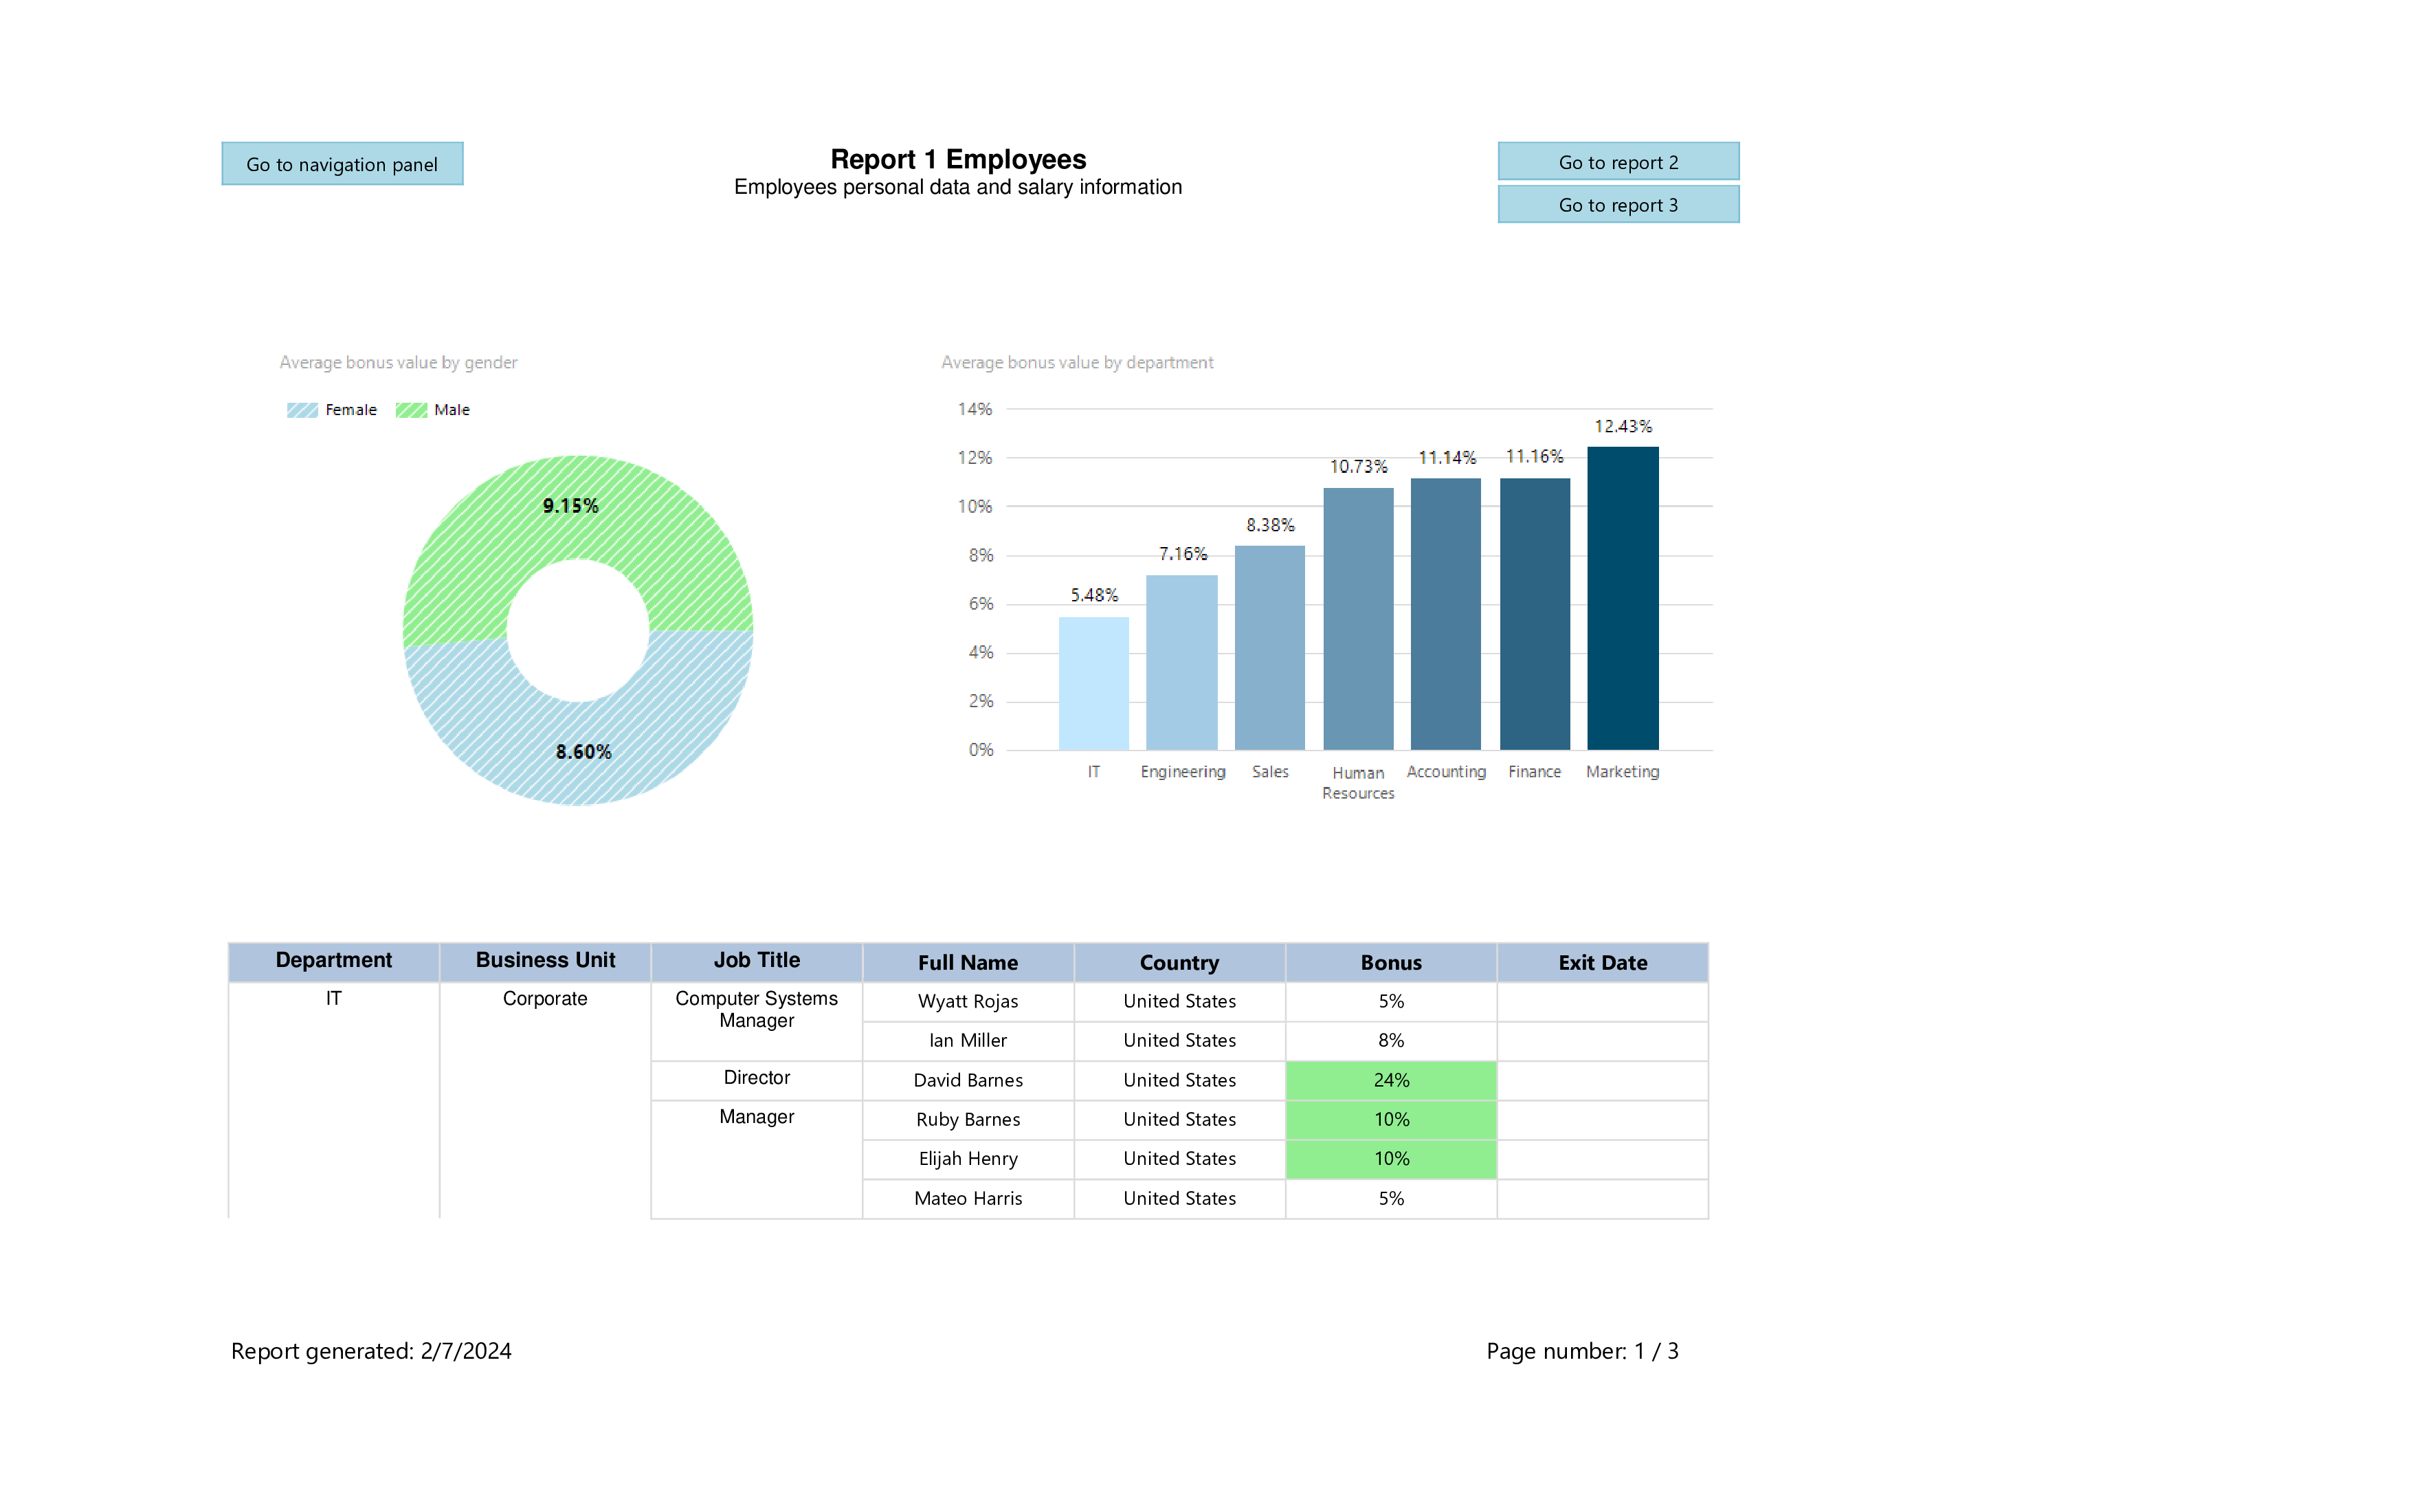 Go to navigation panel
Report 1 Employees
Employees personal data and salary information
Go to report 2
Go to report 3
Average bonus value by gender
Female Male
9.15%
8.60%
Average bonus value by department
14%
12%
10%
8%
6%
4%
2%
0%
5.48%
7.16%
8.38%
10.73%
11.14%
11.16%
12.43%
IT Engineering Sales Human Resources Accounting Finance Marketing
Department Business Unit Job Title Full Name Country Bonus Exit Date
IT Corporate Computer Systems Manager Wyatt Rojas United States 5%
Ian Miller United States 8%
Director David Barnes United States 24%
Manager Ruby Barnes United States 10%
Elijah Henry United States 10%
Mateo Harris United States 5%
Report generated: 2/7/2024
Page number: 1 / 3